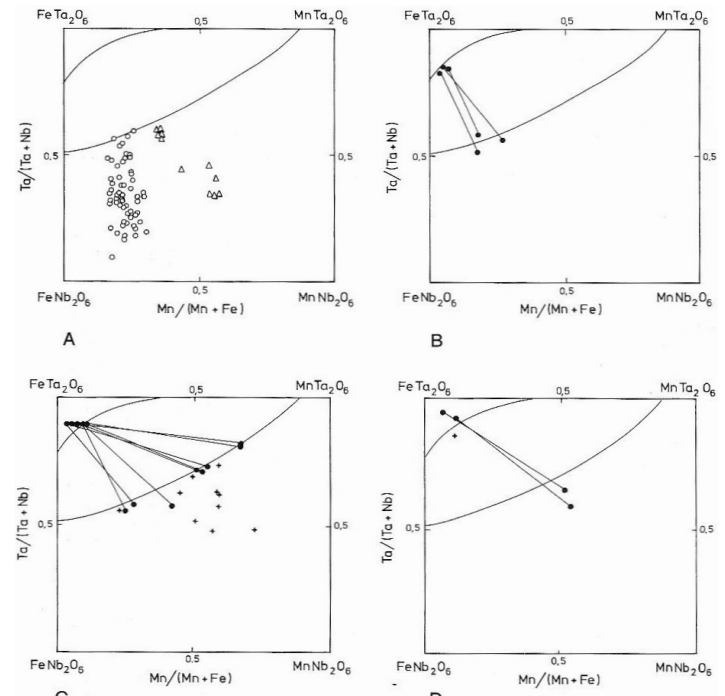 FeTa₂O₆ 0,5 MnTa₂O₆
Ta/(Ta+Nb)
0,5 0,5
FeNb₂O₆ 0,5 MnNb₂O₆
Mn/(Mn+Fe)
A
FeTa₂O₆ 0,5 MnTa₂O₆
Ta/(Ta+Nb)
0,5 0,5
FeNb₂O₆ 0,5 MnNb₂O₆
Mn/(Mn+Fe)
B
FeTa₂O₆ 0,5 MnTa₂O₆
Ta/(Ta+Nb)
0,5 0,5
FeNb₂O₆ 0,5 MnNb₂O₆
Mn/(Mn+Fe)
FeTa₂O₆ 0,5 MnTa₂O₆
Ta/(Ta+Nb)
0,5 0,5
FeNb₂O₆ 0,5 MnNb₂O₆
Mn/(Mn+Fe)